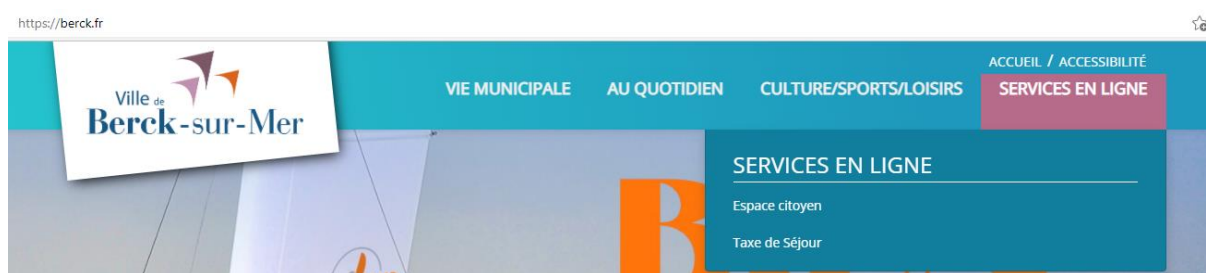 https://berck.fr
Ville de
Berck-sur-Mer
ACCUEIL / ACCESSIBILITÉ
VIE MUNICIPALE AU QUOTIDIEN CULTURE/SPORTS/LOISIRS SERVICES EN LIGNE
SERVICES EN LIGNE
Espace citoyen
Taxe de Séjour